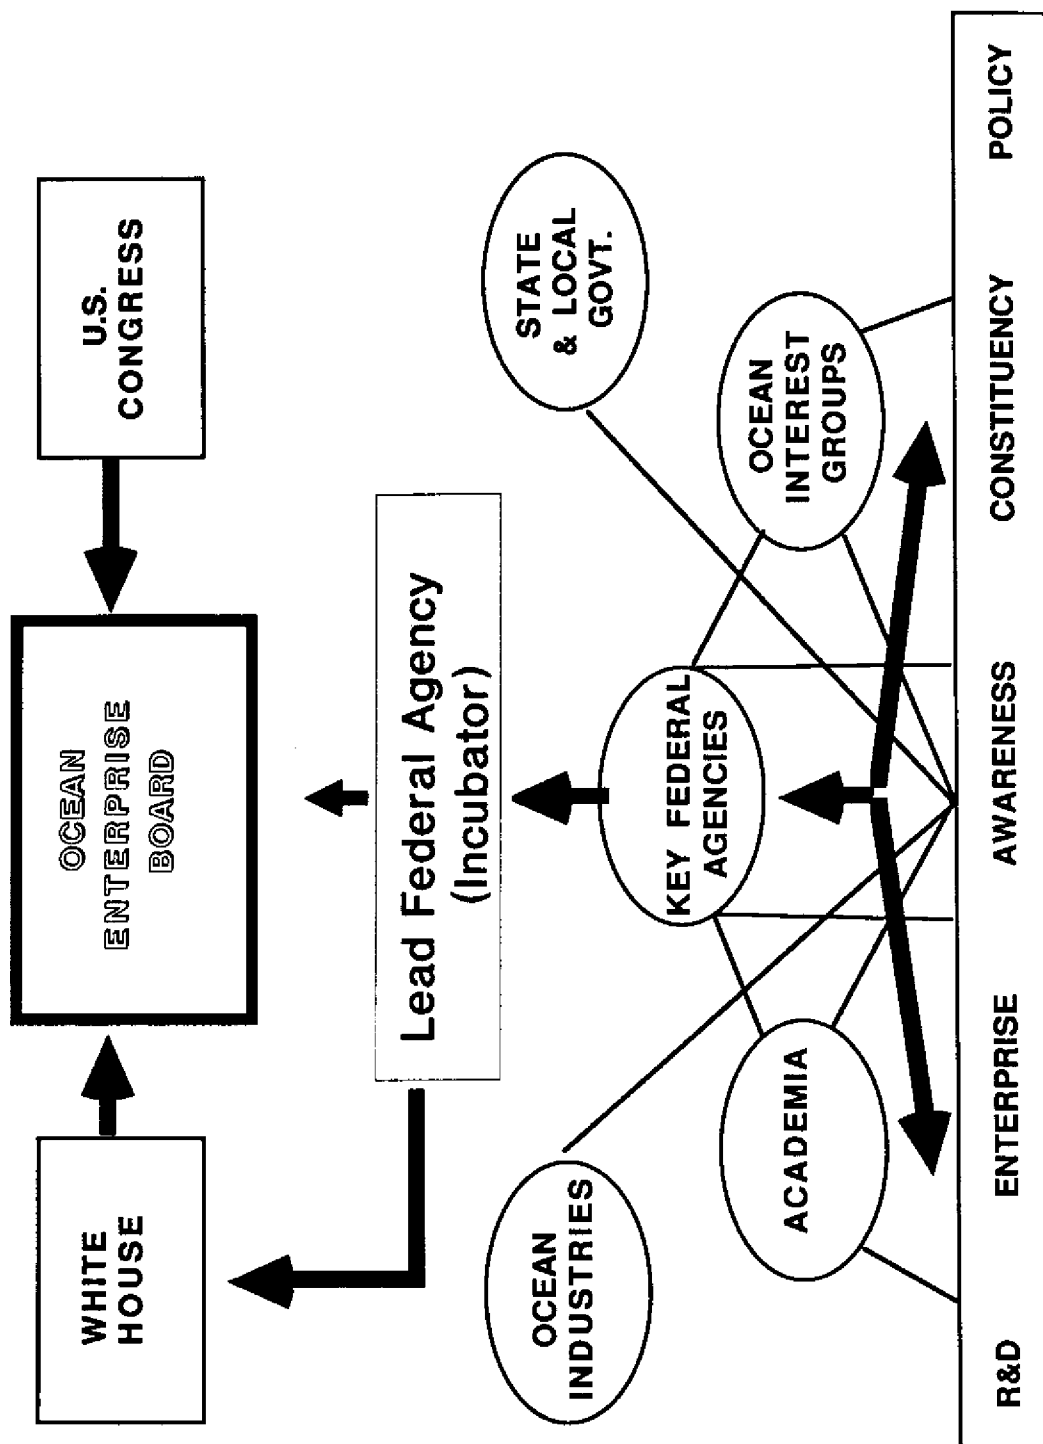 WHITE
HOUSE
OCEAN
ENTERPRISE
BOARD
U.S.
CONGRESS
Lead Federal Agency
(Incubator)
OCEAN
INDUSTRIES
STATE
& LOCAL
GOVT.
KEY FEDERAL
AGENCIES
ACADEMIA
OCEAN
INTEREST
GROUPS
R&D
ENTERPRISE
AWARENESS
CONSTITUENCY
POLICY